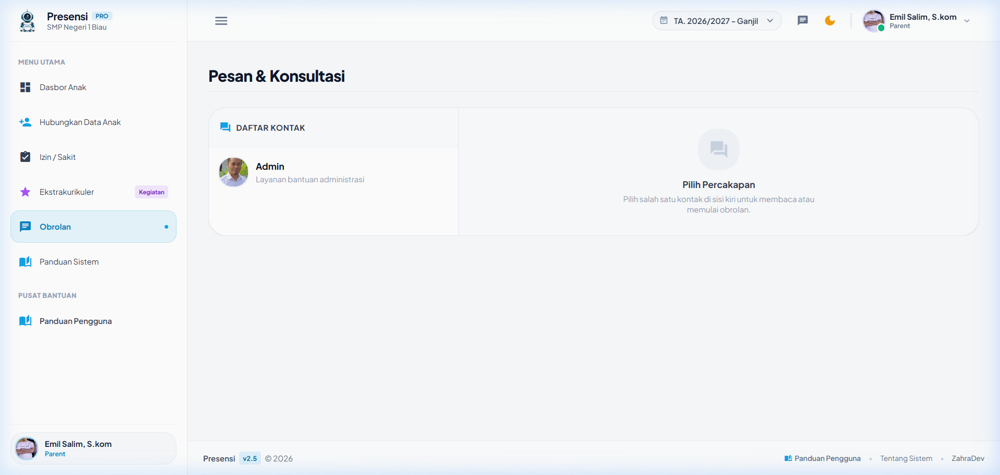 Presensi PRO
SMP Negeri 1 Biau
TA. 2026/2027 - Ganjil
Emil Salim, S.kom
Parent
MENU UTAMA
Dasbor Anak
Hubungkan Data Anak
Izin / Sakit
Ekstrakurikuler Kegiatan
Obrolan
Panduan Sistem
PUSAT BANTUAN
Panduan Pengguna
Emil Salim, S.kom
Parent
Pesan & Konsultasi
DAFTAR KONTAK
Admin
Layanan bantuan administrasi
Pilih Percakapan
Pilih salah satu kontak di sisi kiri untuk membaca atau
memulai obrolan.
Presensi v2.5 © 2026
Panduan Pengguna • Tentang Sistem • ZahraDev